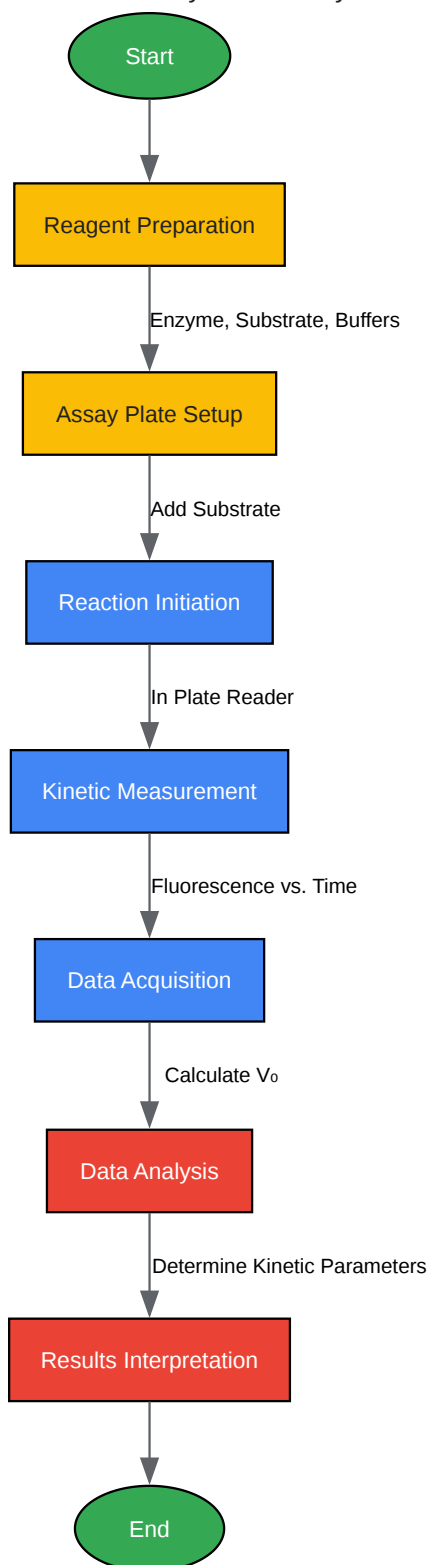 Start
Reagent Preparation
Enzyme, Substrate, Buffers
Assay Plate Setup
Add Substrate
Reaction Initiation
In Plate Reader
Kinetic Measurement
Fluorescence vs. Time
Data Acquisition
Calculate V₀
Data Analysis
Determine Kinetic Parameters
Results Interpretation
End